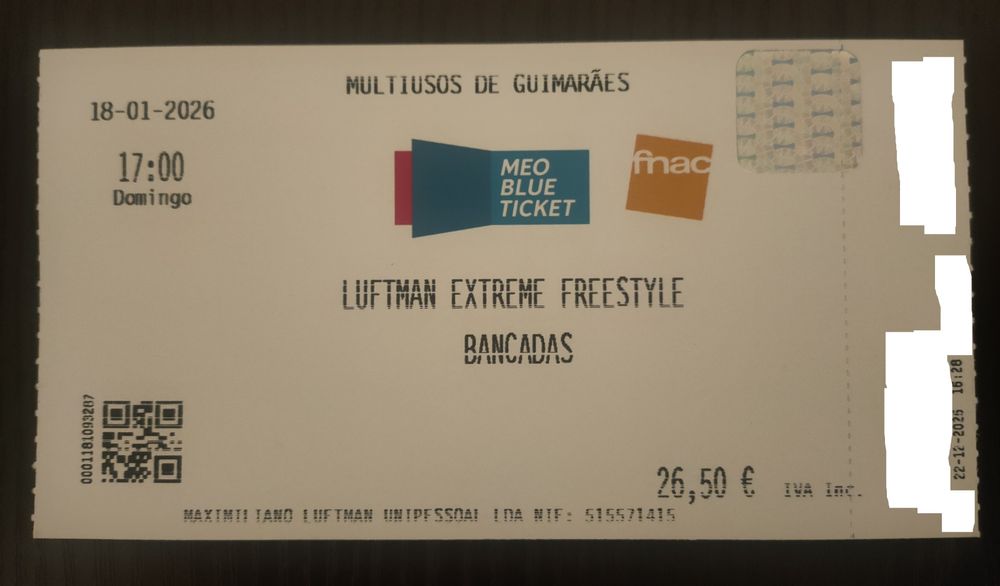 MULTIUSOS DE GUIMARÃES
18-01-2026
17:00
Domingo
MEO
BLUE
TICKET
fnac
LUFTMAN EXTREME FREESTYLE
BANCADAS
0001181093287
26,50 € IVA Inc.
MAXIMILIANO LUFTMAN UNIPESSOAL LDA NIF: 515571415
22-12-2025 16:28